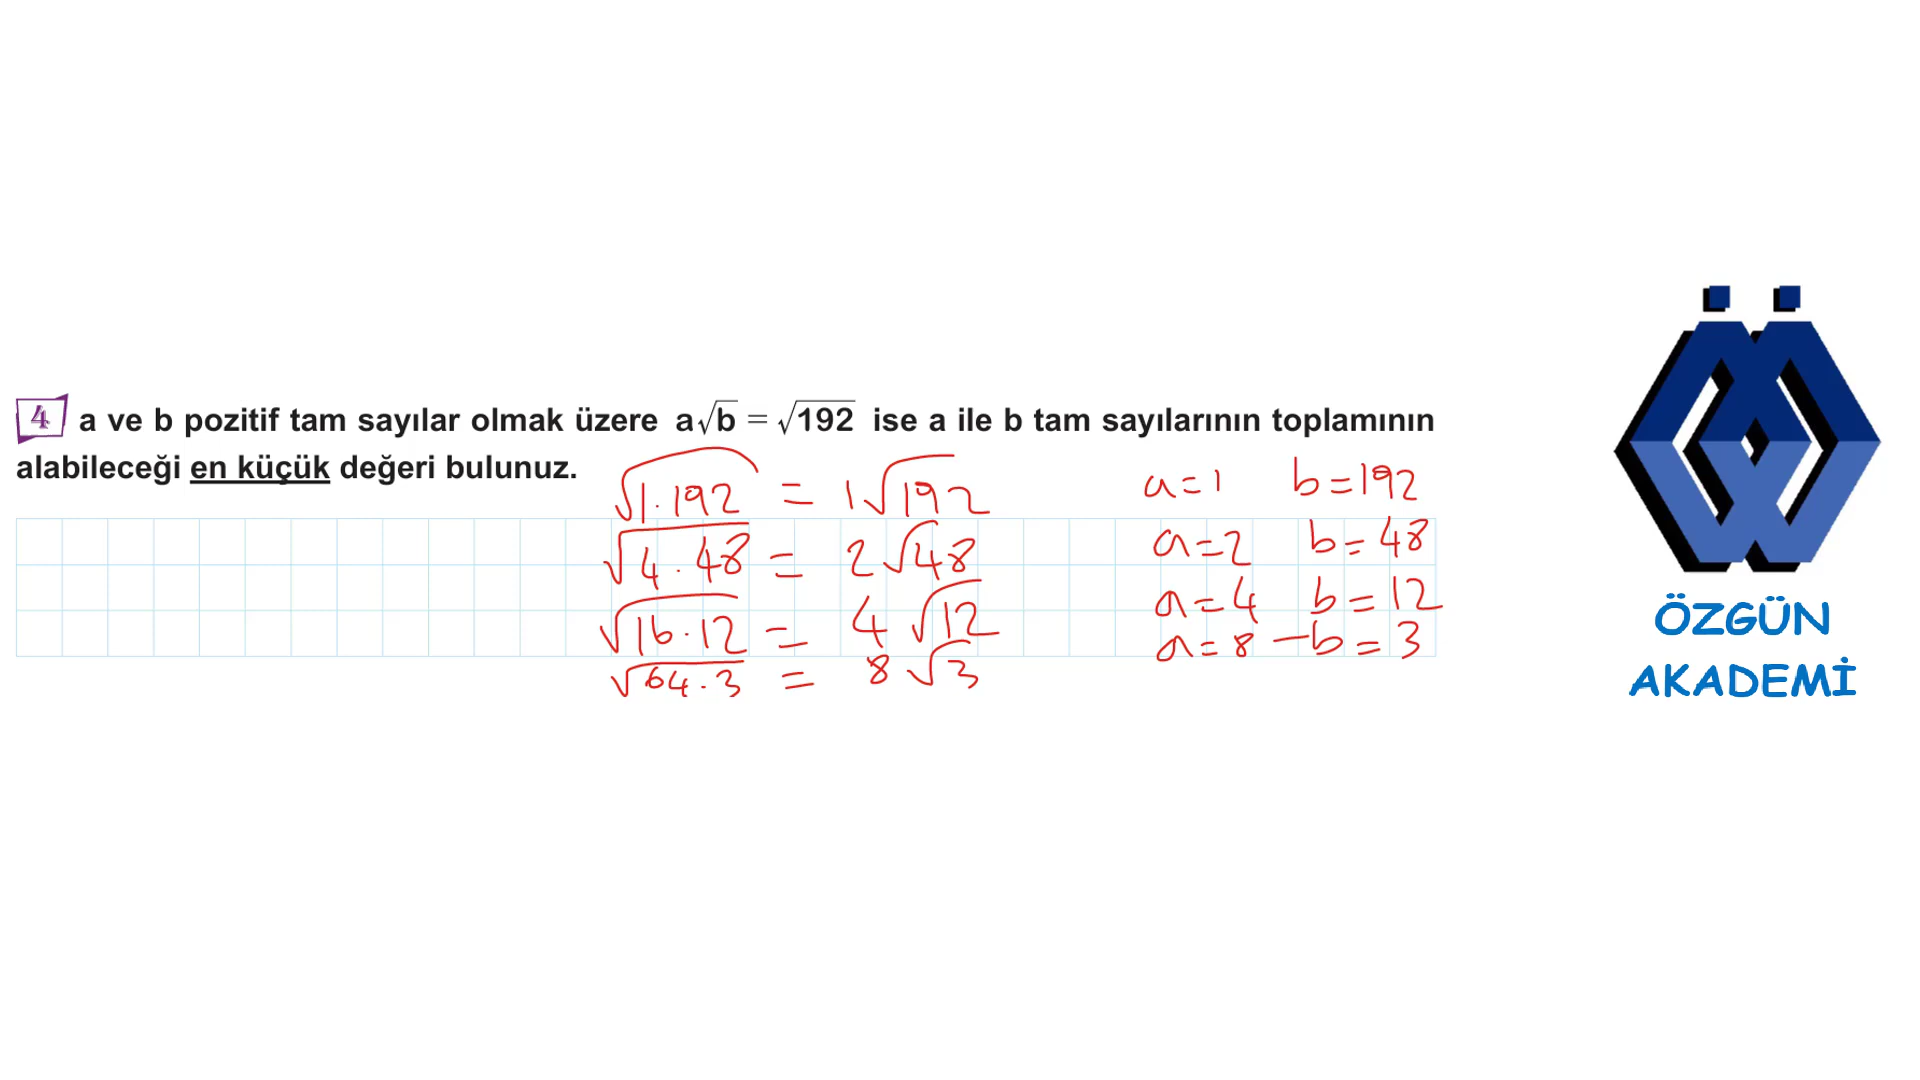 4 a ve b pozitif tam sayılar olmak üzere a√b = √192 ise a ile b tam sayılarının toplamının
alabileceği en küçük değeri bulunuz.
√1.192 = 1√192 a=1 b=192
√4.48 = 2√48 a=2 b=48
√16.12 = 4√12 a=4 b=12
√64.3 = 8√3 a=8 – b=3
ÖZGÜN
AKADEMİ